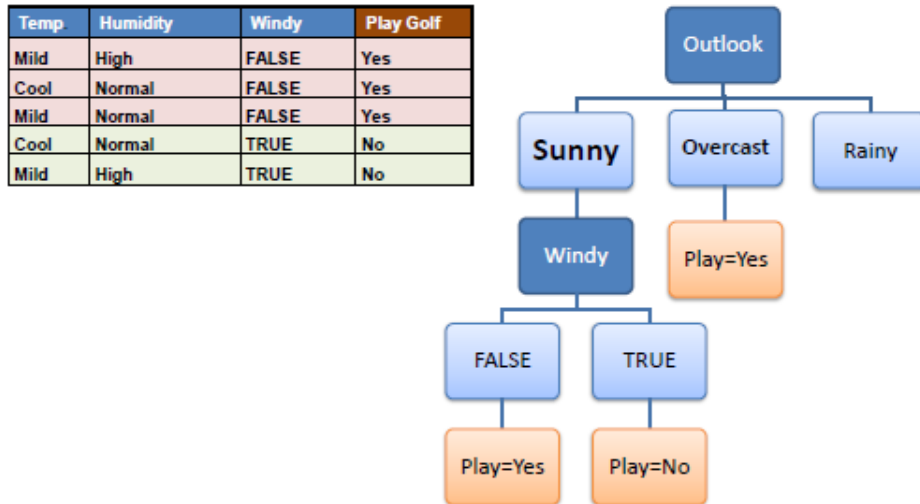 Temp. Humidity Windy Play Golf
Mild High FALSE Yes
Cool Normal FALSE Yes
Mild Normal FALSE Yes
Cool Normal TRUE No
Mild High TRUE No
Outlook
Sunny Overcast Rainy
Windy Play=Yes
FALSE TRUE
Play=Yes Play=No